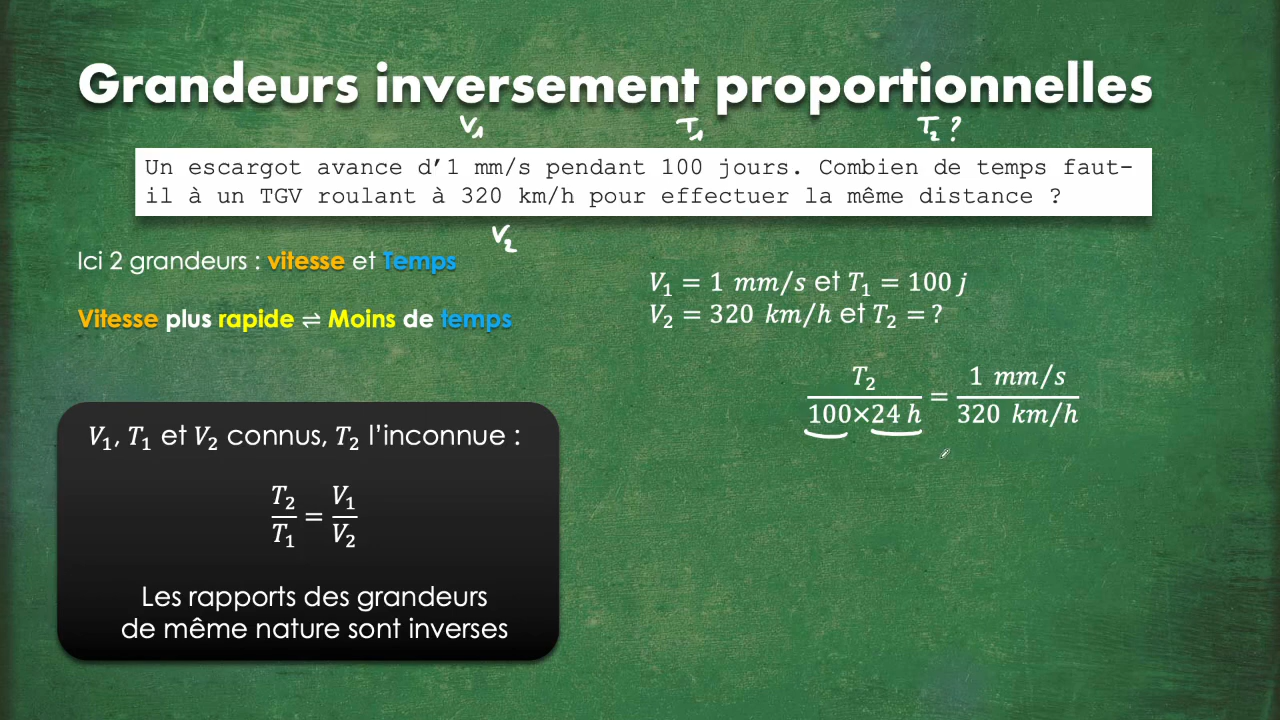 Grandeurs inversement proportionnelles
V₁ T₁ T₂ ?
Un escargot avance d’1 mm/s pendant 100 jours. Combien de temps faut-
il à un TGV roulant à 320 km/h pour effectuer la même distance ?
V₂
Ici 2 grandeurs : vitesse et Temps
Vitesse plus rapide ⇌ Moins de temps
V₁, T₁ et V₂ connus, T₂ l’inconnue :
T₂/T₁ = V₁/V₂
Les rapports des grandeurs
de même nature sont inverses
V₁ = 1 mm/s et T₁ = 100 j
V₂ = 320 km/h et T₂ = ?
T₂ 1 mm/s
=
100×24 h 320 km/h